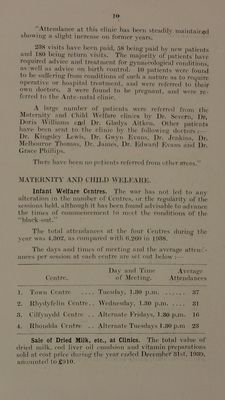 10
"Attendance at this clinic has been steadily maintained
showing a slight increase on former years.
238 visits have been paid, 58 being paid by new patients
and 180 being return visits. The majority of patients have
required advice and treatment for gynaecological conditions,
as well as advice on birth control. 10 patients were found
to be suffering from conditions of such a nature as to require
operative or hospital treatment, and were referred to their
own doctors. 3 were found to be pregnant, and were re-
ferred to the Ante-natal clinic.
A large number of patients were referred from the
Maternity and Child Welfare clinics by Dr. Severn, Dr.
Doris Williams and Dr. Gladys Aitken. Other patients
have been sent to the clinic by the following doctors :—
Dr. Kingsley Lewis, Dr. Gwyn Evans, Dr. Jenkins, Dr.
Melbourne Thomas, Dr. James, Dr. Edward Evans and Dr.
Grace Phillips.
There have been no patients referred from other areas."
MATERNITY AND CHILD WELFARE.
Infant Welfare Centres. The war has not led to any
alteration in the number of Centres, or the regularity of the
sessions held, although it has been found advisable to advance
the times of commencement to meet the conditions of the
"black-out."
The total attendances at the four Centres during the
year was 4,302, as compared with 6,260 in 1938.
The days and times of meeting and the average attend-
ances per session at each centre are set out below :—
Day and Time Average
Centre. of Meeting. Attendances
1. Town Centre .... Tuesday, 1.30 p.m. ...... 37
2. Rhydyfelin Centre.. Wednesday, 1.30 p.m. .... 31
3. Cilfynydd Centre .. Alternate Fridays, 1.30 p.m. 16
4. Rhondda Centre .. Alternate Tuesdays 1.30 p.m 23
Sale of Dried Milk, etc., at Clinics. The total value of
dried milk, cod liver oil emulsion and vitamin preparations
sold at cost price during the year ended December 31st, 1939,
amounted to £910.